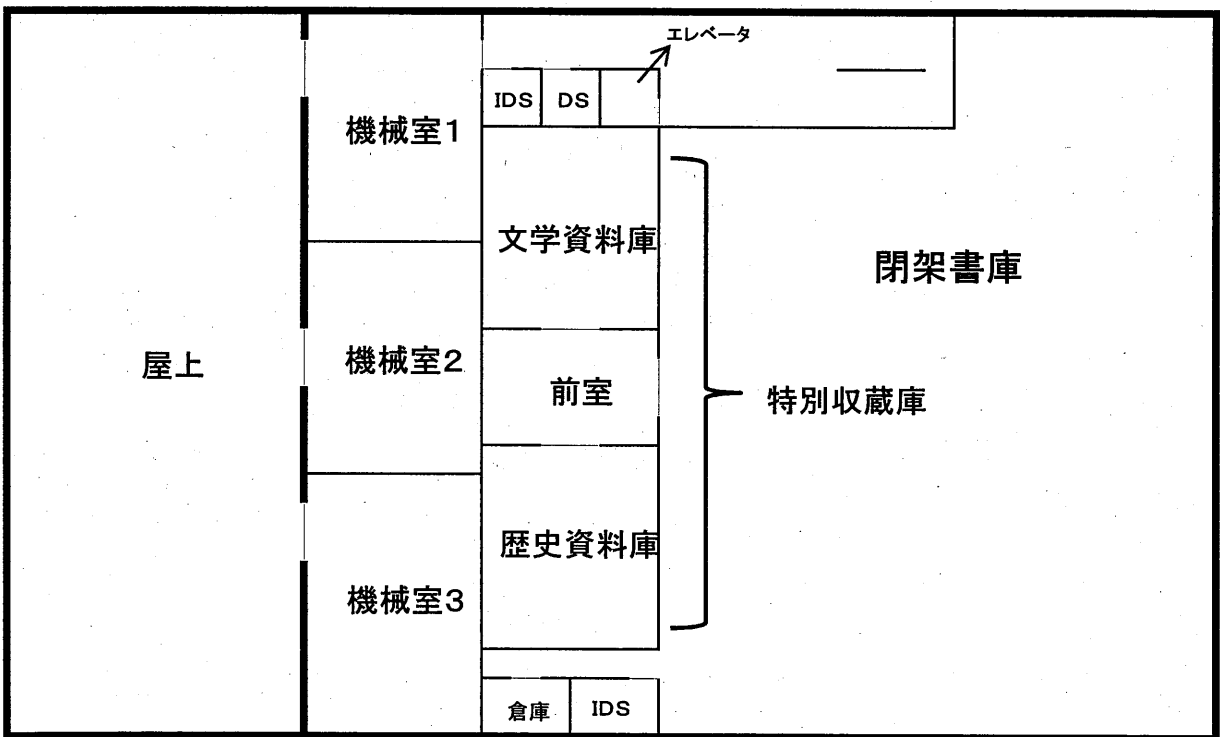 エレベータ
IDS
DS
機械室1
文学資料庫
閉架書庫
屋上
機械室2
前室
特別収蔵庫
歴史資料庫
機械室3
倉庫
IDS